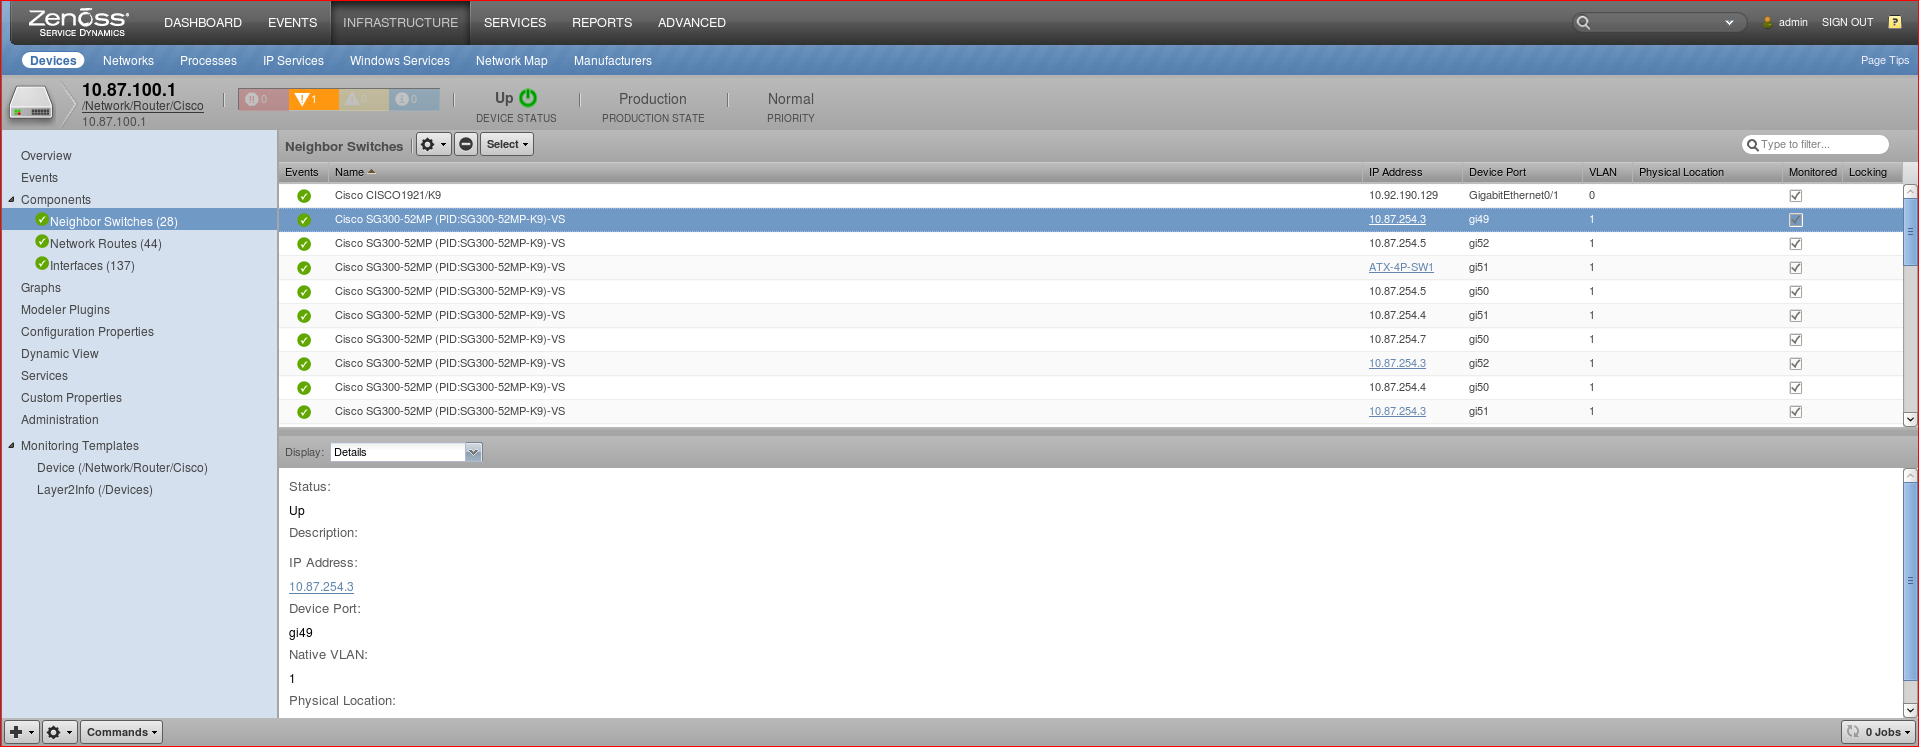 Zenoss
SERVICE DYNAMICS
DASHBOARD EVENTS INFRASTRUCTURE SERVICES REPORTS ADVANCED
admin SIGN OUT ?
Devices Networks Processes IP Services Windows Services Network Map Manufacturers Page Tips
10.87.100.1
/Network/Router/Cisco
10.87.100.1
0 1 0 0
Up
DEVICE STATUS
Production
PRODUCTION STATE
Normal
PRIORITY
Overview
Events
Components
Neighbor Switches (28)
Network Routes (44)
Interfaces (137)
Graphs
Modeler Plugins
Configuration Properties
Dynamic View
Services
Custom Properties
Administration
Monitoring Templates
Device (/Network/Router/Cisco)
Layer2Info (/Devices)
Neighbor Switches Select Type to filter...
Events Name IP Address Device Port VLAN Physical Location Monitored Locking
Cisco CISCO1921/K9 10.92.190.129 GigabitEthernet0/1 0
Cisco SG300-52MP (PID:SG300-52MP-K9)-VS 10.87.254.3 gi49 1
Cisco SG300-52MP (PID:SG300-52MP-K9)-VS 10.87.254.5 gi52 1
Cisco SG300-52MP (PID:SG300-52MP-K9)-VS ATX-4P-SW1 gi51 1
Cisco SG300-52MP (PID:SG300-52MP-K9)-VS 10.87.254.5 gi50 1
Cisco SG300-52MP (PID:SG300-52MP-K9)-VS 10.87.254.4 gi51 1
Cisco SG300-52MP (PID:SG300-52MP-K9)-VS 10.87.254.7 gi50 1
Cisco SG300-52MP (PID:SG300-52MP-K9)-VS 10.87.254.3 gi52 1
Cisco SG300-52MP (PID:SG300-52MP-K9)-VS 10.87.254.4 gi50 1
Cisco SG300-52MP (PID:SG300-52MP-K9)-VS 10.87.254.3 gi51 1
Display: Details
Status:
Up
Description:
IP Address:
10.87.254.3
Device Port:
gi49
Native VLAN:
1
Physical Location:
Commands 0 Jobs